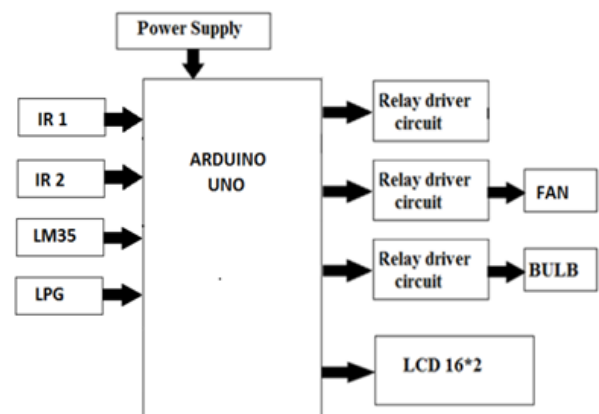 Power Supply
IR 1
IR 2
LM35
LPG
ARDUINO
UNO
Relay driver
circuit
Relay driver
circuit
FAN
Relay driver
circuit
BULB
LCD 16*2